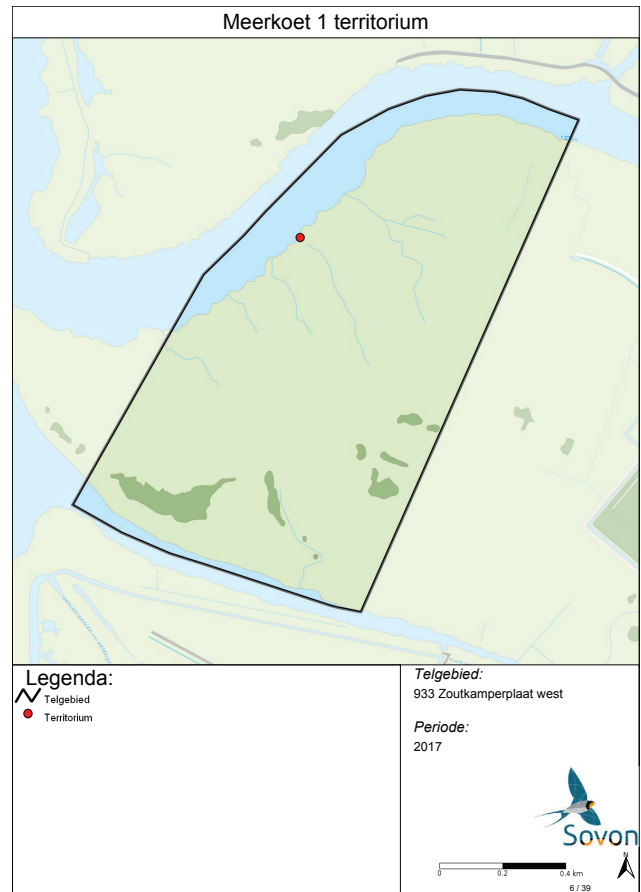 Meerkoet 1 territorium
Legenda:
Telgebied
Territorium
Telgebied:
933 Zoutkamperplaat west
Periode:
2017
Sovon
N
0 0.2 0.4 km
6 / 39